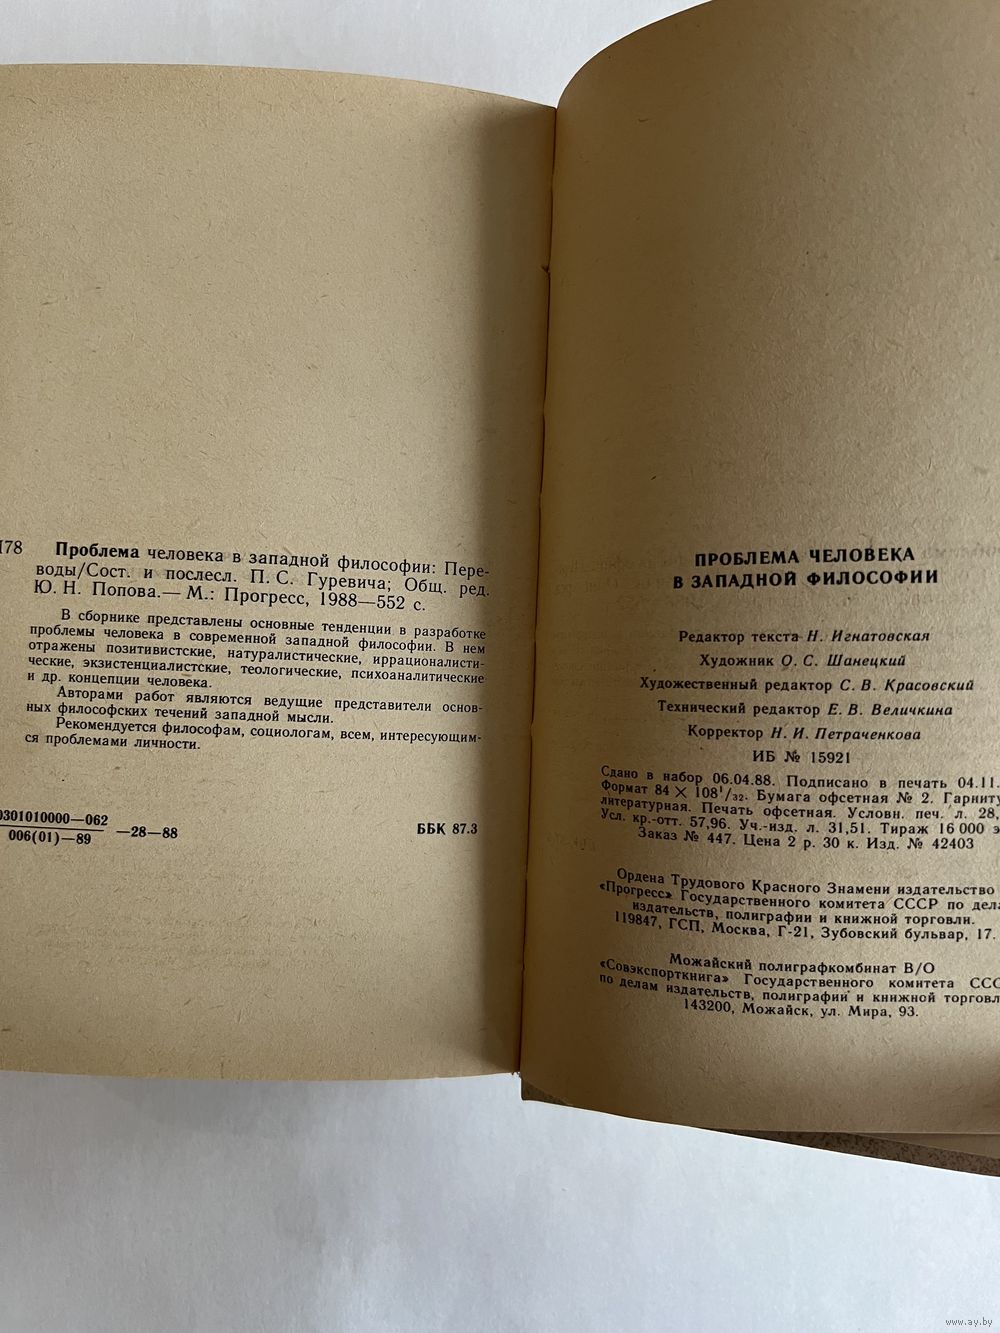 П78 Проблема человека в западной философии: Пере-
воды/Сост. и послесл. П. С. Гуревича; Общ. ред.
Ю. Н. Попова.— М.: Прогресс, 1988—552 с.
В сборнике представлены основные тенденции в разработке
проблемы человека в современной западной философии. В нем
отражены позитивистские, натуралистические, иррационалисти-
ческие, экзистенциалистские, теологические, психоаналитические
и др. концепции человека.
Авторами работ являются ведущие представители основ-
ных философских течений западной мысли.
Рекомендуется философам, социологам, всем, интересующим-
ся проблемами личности.
0301010000—062
006(01)—89
—28—88
ББК 87.3
ПРОБЛЕМА ЧЕЛОВЕКА
В ЗАПАДНОЙ ФИЛОСОФИИ
Редактор текста Н. Игнатовская
Художник О. С. Шанецкий
Художественный редактор С. В. Красовский
Технический редактор Е. В. Величкина
Корректор Н. И. Петраченкова
ИБ № 15921
Сдано в набор 06.04.88. Подписано в печать 04.11.
Формат 84 × 108¹/₃₂. Бумага офсетная № 2. Гарниту
литературная. Печать офсетная. Условн. печ. л. 28,
Усл. кр.-отт. 57,96. Уч.-изд. л. 31,51. Тираж 16 000 э
Заказ № 447. Цена 2 р. 30 к. Изд. № 42403
Ордена Трудового Красного Знамени издательство
«Прогресс» Государственного комитета СССР по дела
издательств, полиграфии и книжной торговли.
119847, ГСП, Москва, Г-21, Зубовский бульвар, 17.
Можайский полиграфкомбинат В/О
«Совэкспорткнига» Государственного комитета ССС
по делам издательств, полиграфии и книжной торговл
143200, Можайск, ул. Мира, 93.
www.ay.by